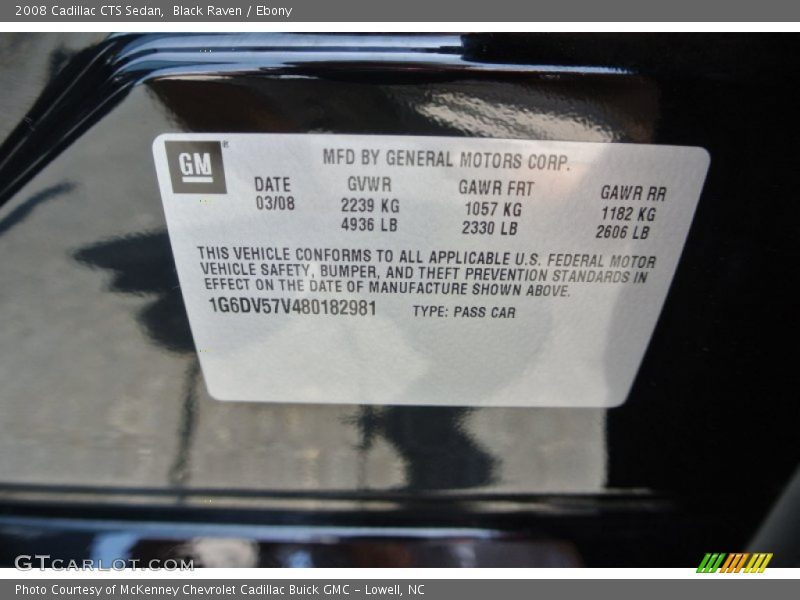 2008 Cadillac CTS Sedan, Black Raven / Ebony
GM®
MFD BY GENERAL MOTORS CORP.
DATE GVWR GAWR FRT GAWR RR
03/08 2239 KG 1057 KG 1182 KG
4936 LB 2330 LB 2606 LB
THIS VEHICLE CONFORMS TO ALL APPLICABLE U.S. FEDERAL MOTOR
VEHICLE SAFETY, BUMPER, AND THEFT PREVENTION STANDARDS IN
EFFECT ON THE DATE OF MANUFACTURE SHOWN ABOVE.
1G6DV57V480182981 TYPE: PASS CAR
GTCARLOT.COM
Photo Courtesy of McKenney Chevrolet Cadillac Buick GMC - Lowell, NC